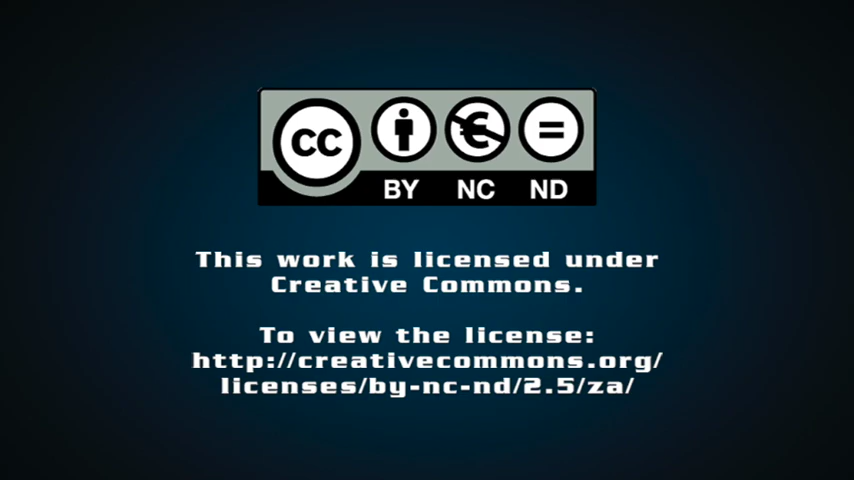 CC
BY NC ND
This work is licensed under
Creative Commons.
To view the license:
http://creativecommons.org/
licenses/by-nc-nd/2.5/za/